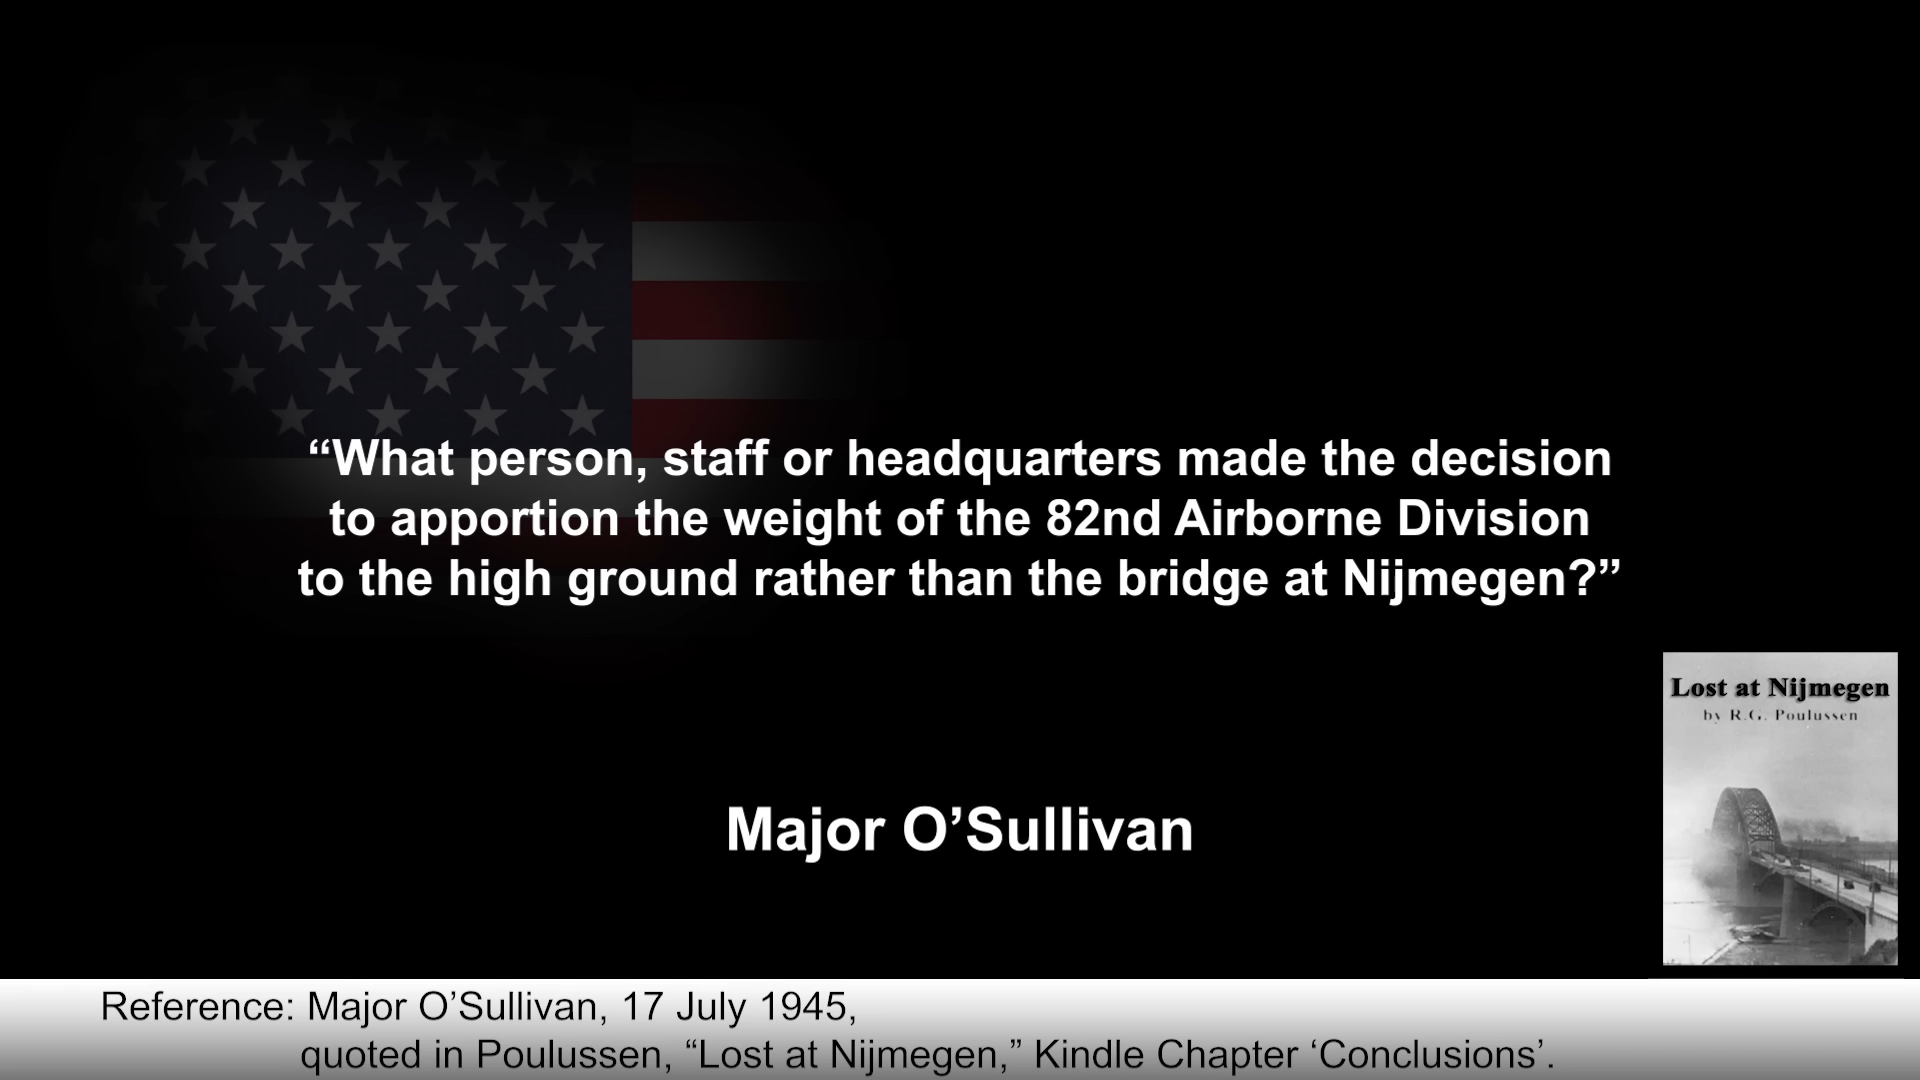 “What person, staff or headquarters made the decision
to apportion the weight of the 82nd Airborne Division
to the high ground rather than the bridge at Nijmegen?”
Lost at Nijmegen
by R.G. Poulussen
Major O’Sullivan
Reference: Major O’Sullivan, 17 July 1945,
quoted in Poulussen, “Lost at Nijmegen,” Kindle Chapter ‘Conclusions’.